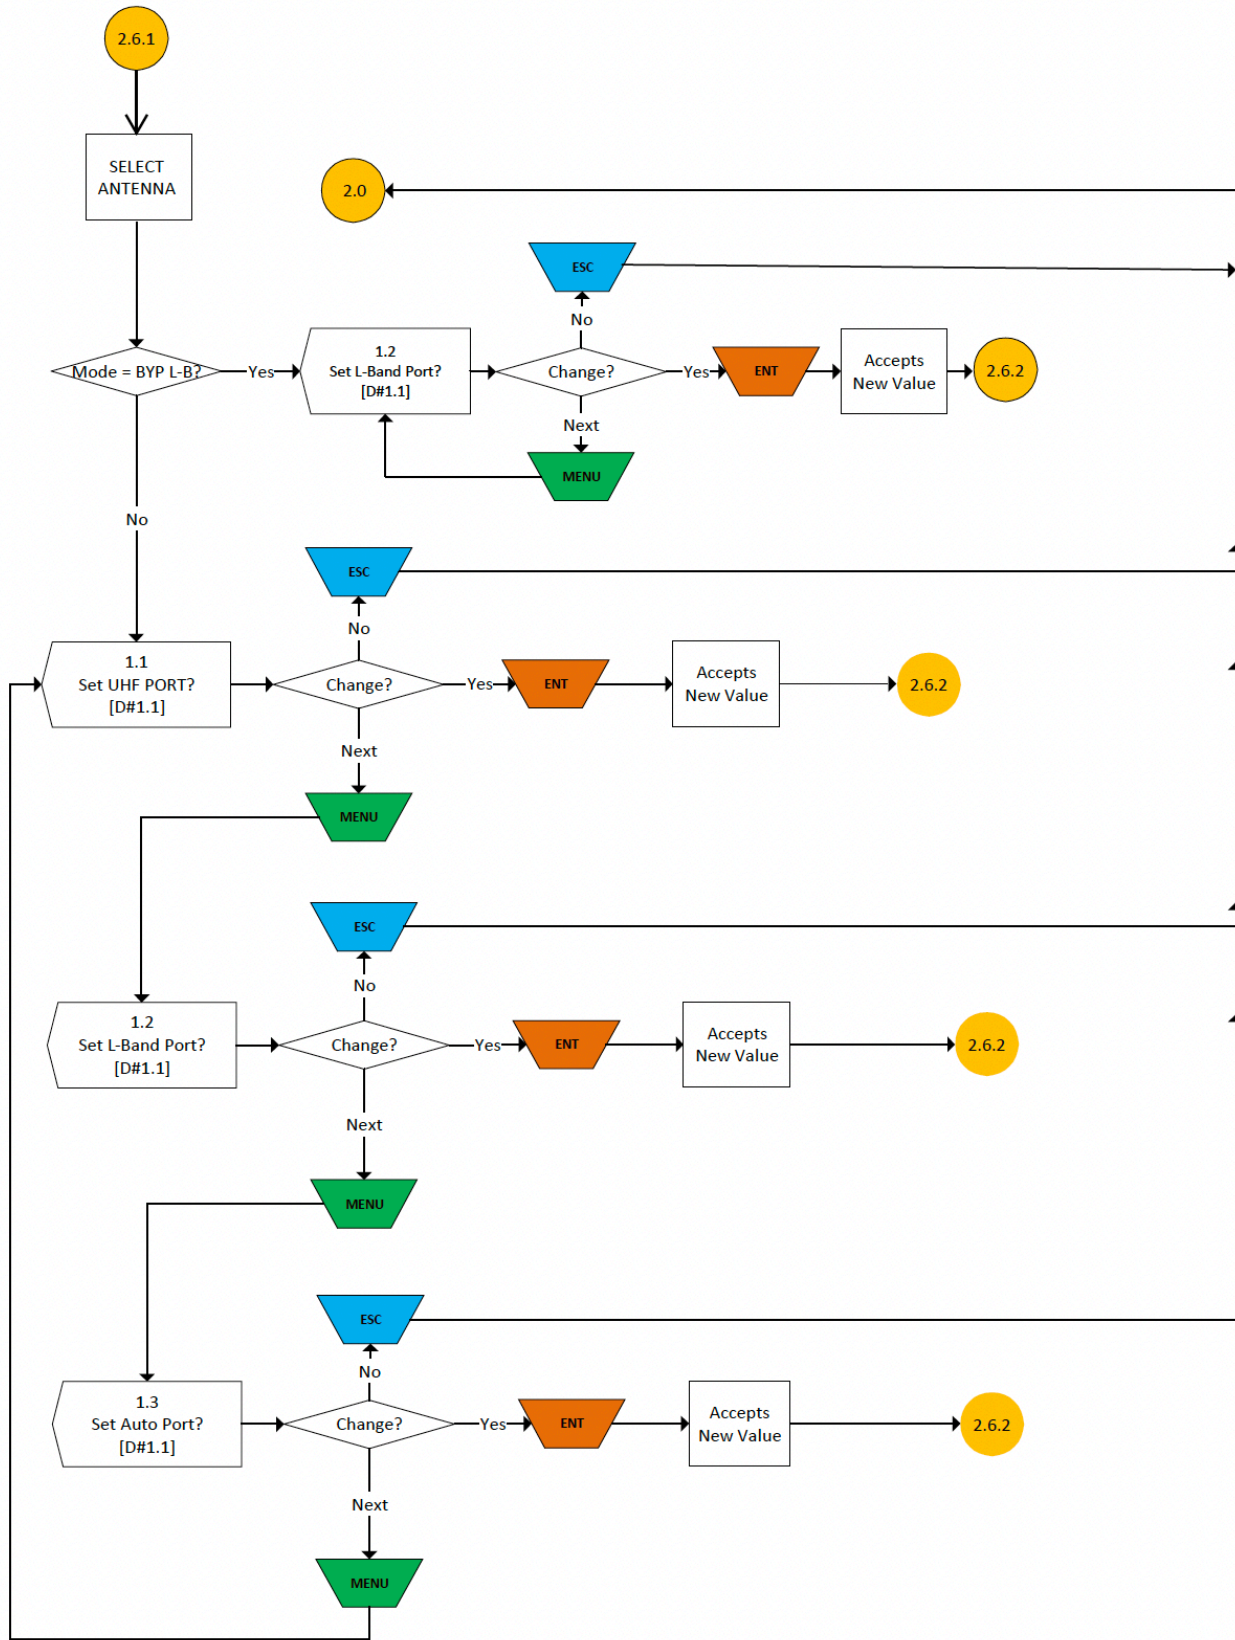 2.6.1
SELECT
ANTENNA
2.0
ESC
No
Mode = BYP L-B?
Yes
1.2
Set L-Band Port?
[D#1.1]
Change?
Yes
ENT
Accepts
New Value
2.6.2
Next
MENU
No
ESC
No
1.1
Set UHF PORT?
[D#1.1]
Change?
Yes
ENT
Accepts
New Value
2.6.2
Next
MENU
ESC
No
1.2
Set L-Band Port?
[D#1.1]
Change?
Yes
ENT
Accepts
New Value
2.6.2
Next
MENU
ESC
No
1.3
Set Auto Port?
[D#1.1]
Change?
Yes
ENT
Accepts
New Value
2.6.2
Next
MENU